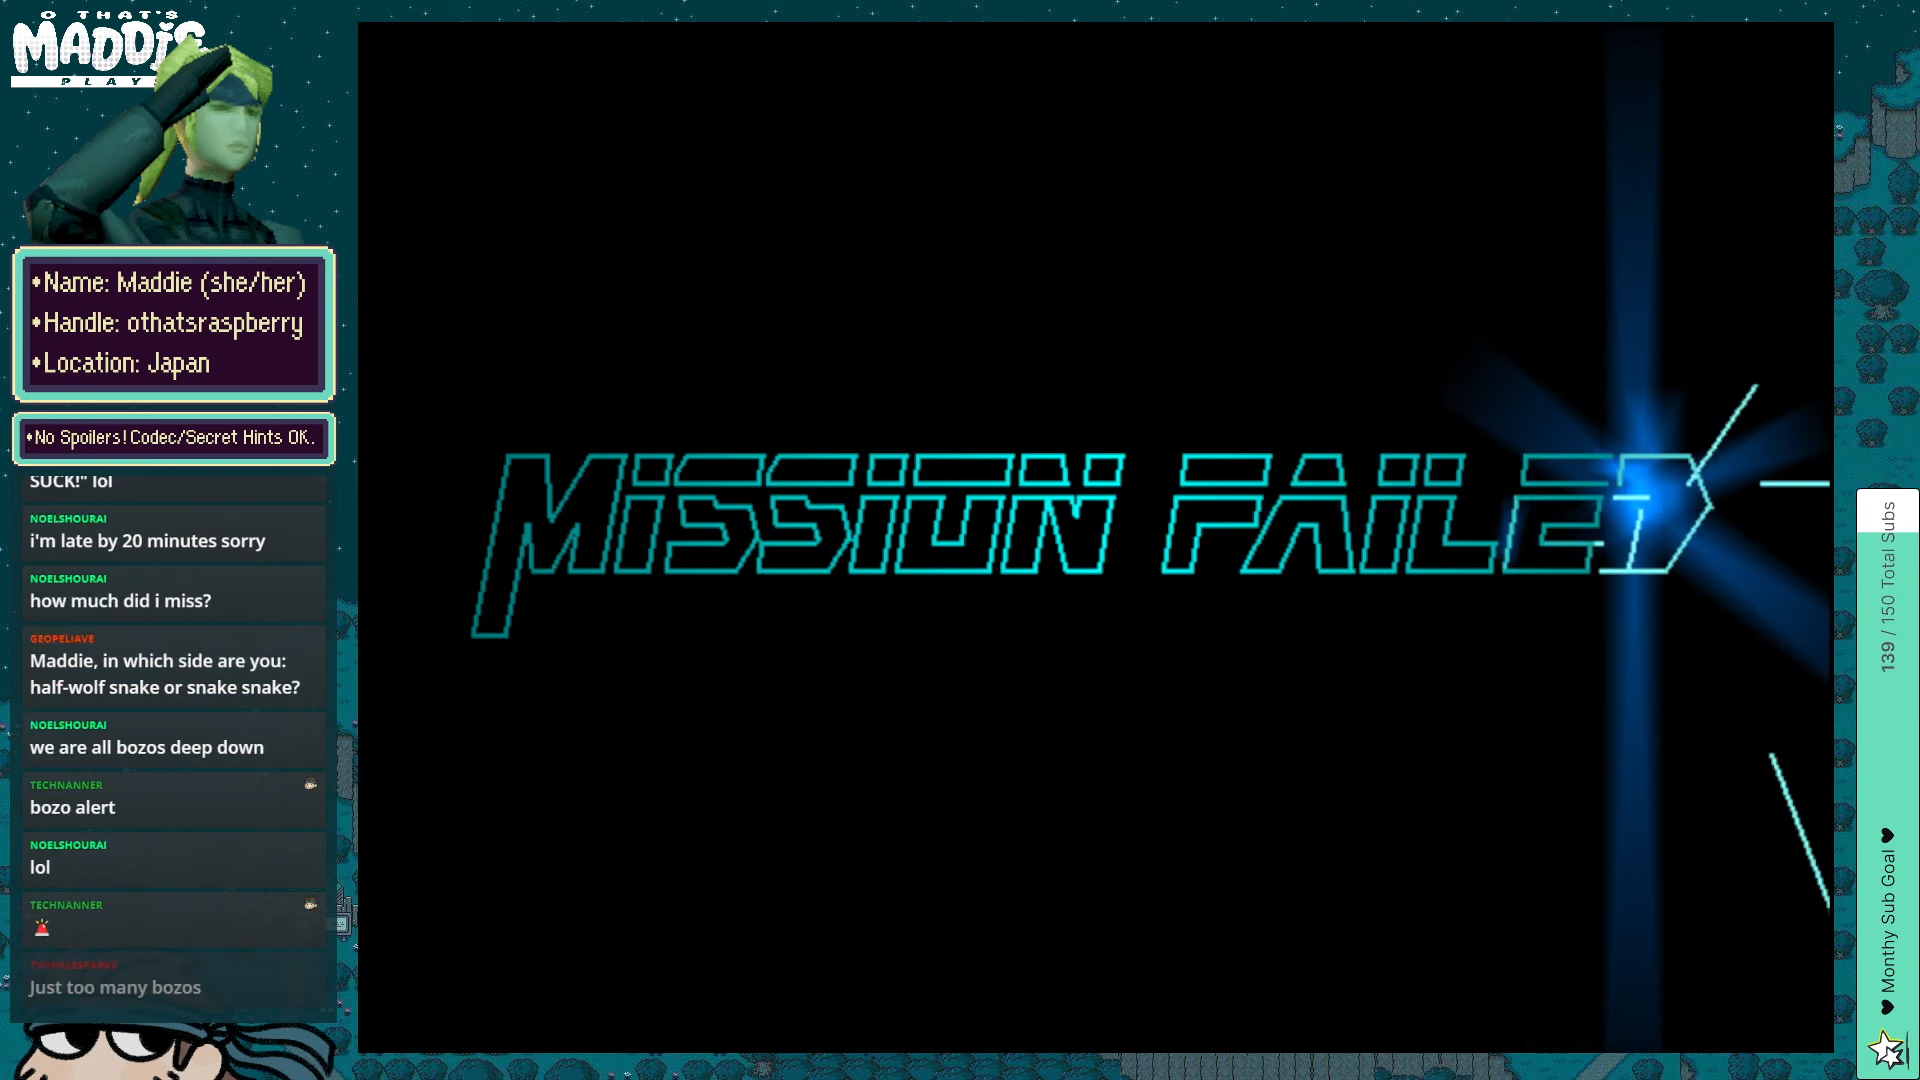 O THAT'S
MADDIE
PLAY
•Name: Maddie (she/her)
•Handle: othatsraspberry
•Location: Japan
•No Spoilers! Codec/Secret Hints OK.
SUCK!" lol
NOELSHOURAI
i'm late by 20 minutes sorry
NOELSHOURAI
how much did i miss?
GEOPELIAVE
Maddie, in which side are you:
half-wolf snake or snake snake?
NOELSHOURAI
we are all bozos deep down
TECHNANNER
bozo alert
NOELSHOURAI
lol
TECHNANNER
TWINKLESPARKS
Just too many bozos
MISSION FAILED
139 / 150 Total Subs
♥ Monthy Sub Goal ♥